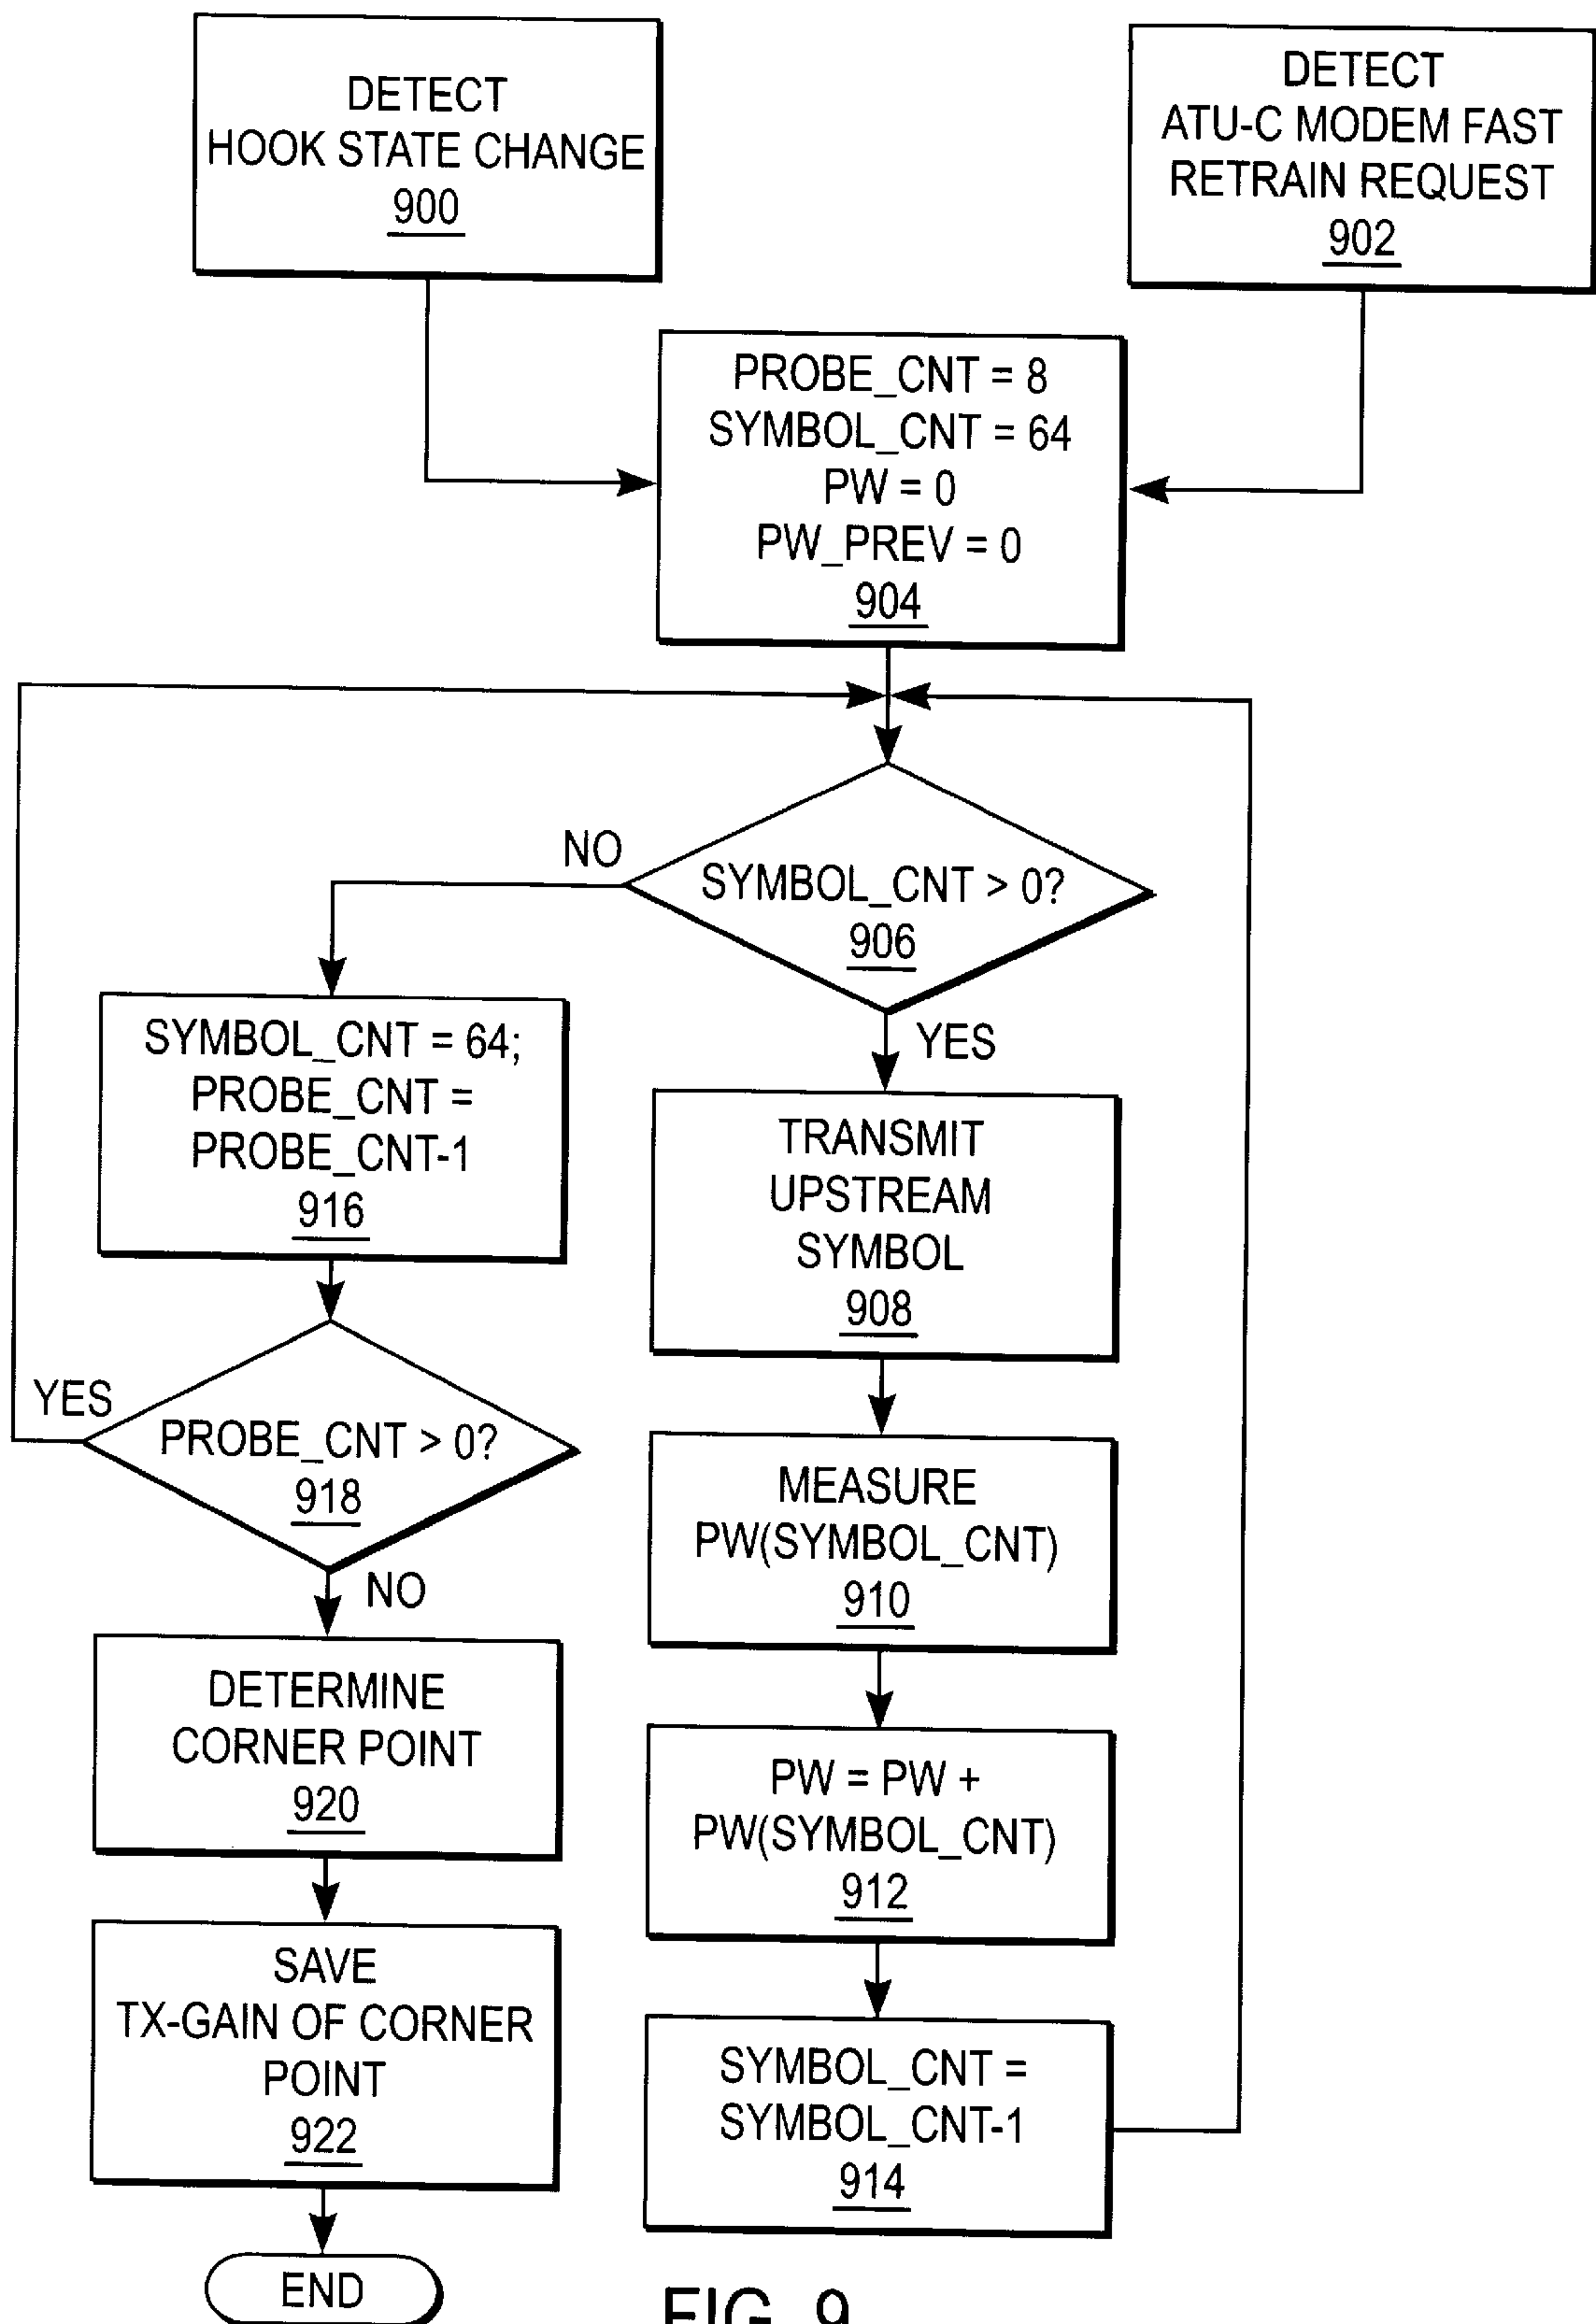 DETECT
HOOK STATE CHANGE
900
DETECT
ATU-C MODEM FAST
RETRAIN REQUEST
902
PROBE_CNT = 8
SYMBOL_CNT = 64
PW = 0
PW_PREV = 0
904
SYMBOL_CNT > 0?
906
NO
YES
SYMBOL_CNT = 64;
PROBE_CNT =
PROBE_CNT-1
916
TRANSMIT
UPSTREAM
SYMBOL
908
PROBE_CNT > 0?
918
YES
NO
MEASURE
PW(SYMBOL_CNT)
910
DETERMINE
CORNER POINT
920
PW = PW +
PW(SYMBOL_CNT)
912
SAVE
TX-GAIN OF CORNER
POINT
922
SYMBOL_CNT =
SYMBOL_CNT-1
914
END
FIG. 9